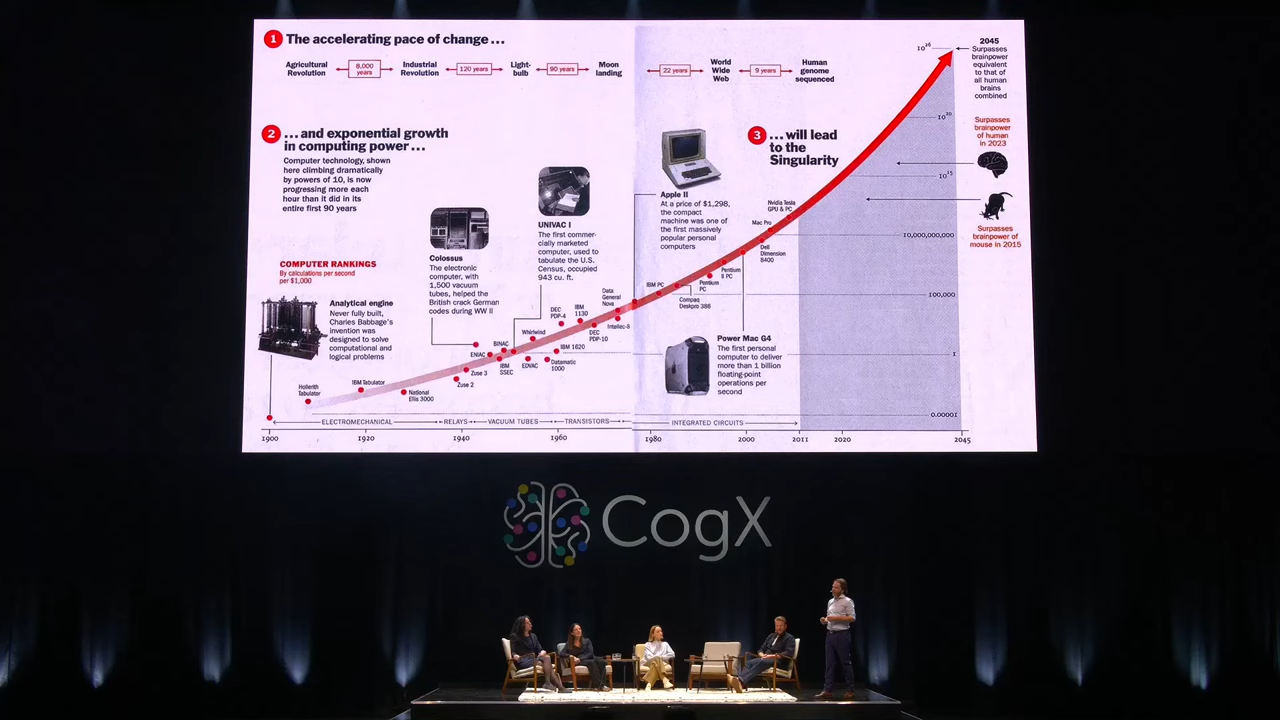 1 The accelerating pace of change...
Agricultural
Revolution
8,000
years
Industrial
Revolution
120 years
Light-
bulb
90 years
Moon
landing
22 years
World
Wide
Web
9 years
Human
genome
sequenced
2 ...and exponential growth
in computing power...
Computer technology, shown
here climbing dramatically
by powers of 10, is now
progressing more each
hour than it did in its
entire first 90 years
COMPUTER RANKINGS
By calculations per second
per $1,000
Analytical engine
Never fully built,
Charles Babbage's
invention was
designed to solve
computational and
logical problems
Colossus
The electronic
computer, with
1,500 vacuum
tubes, helped the
British crack German
codes during WW II
UNIVAC I
The first commer-
cially marketed
computer, used to
tabulate the U.S.
Census, occupied
943 cu. ft.
Apple II
At a price of $1,298,
the compact
machine was one of
the first massively
popular personal
computers
Power Mac G4
The first personal
computer to deliver
more than 1 billion
floating-point
operations per
second
3 ...will lead
to the
Singularity
Hollerith
Tabulator
IBM Tabulator
National
Ellis 3000
Zuse 2
Zuse 3
ENIAC
BINAC
IBM
SSEC
Whirlwind
EDVAC
Datamatic
1000
IBM 1620
DEC
PDP-4
IBM
1130
DEC
PDP-10
Data
General
Nova
Intellec-8
IBM PC
Compaq
Deskpro 386
Pentium
PC
Pentium
II PC
Dell
Dimension
8400
Mac Pro
Nvidia Tesla
GPU & PC
2045
Surpasses
brainpower
equivalent
to that of
all human
brains
combined
Surpasses
brainpower
of human
in 2023
Surpasses
brainpower of
mouse in 2015
10^26
10^20
10^15
10,000,000,000
100,000
1
0.00001
ELECTROMECHANICAL
RELAYS
VACUUM TUBES
TRANSISTORS
INTEGRATED CIRCUITS
1900
1920
1940
1960
1980
2000
2011
2020
2045
CogX